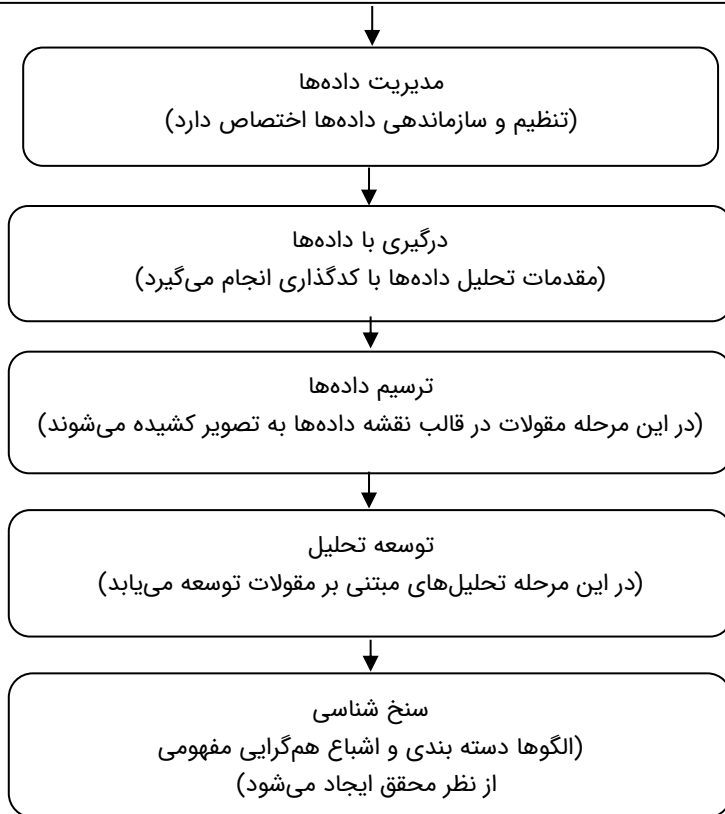 مدیریت داده‌ها
(تنظیم و سازماندهی داده‌ها اختصاص دارد)
درگیری با داده‌ها
(مقدمات تحلیل داده‌ها با کدگذاری انجام می‌گیرد)
ترسیم داده‌ها
(در این مرحله مقولات در قالب نقشه داده‌ها به تصویر کشیده می‌شوند)
توسعه تحلیل
(در این مرحله تحلیل‌های مبتنی بر مقولات توسعه می‌یابد)
سنخ شناسی
(الگوها دسته بندی و اشباع هم‌گرایی مفهومی
از نظر محقق ایجاد می‌شود)